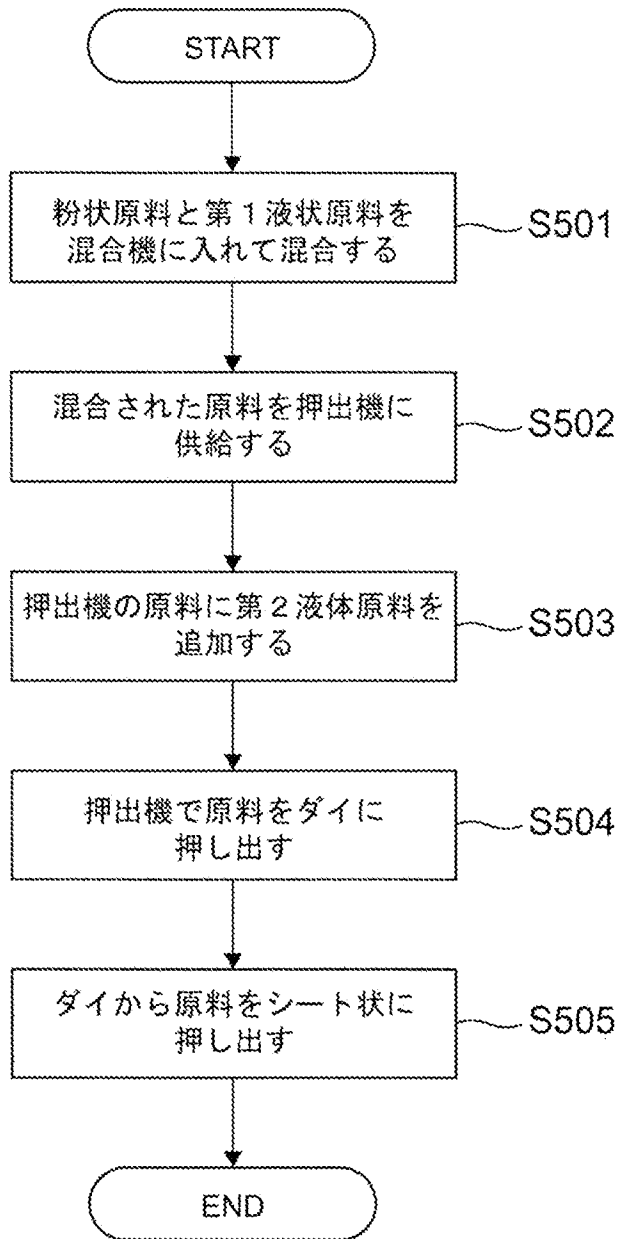 START
粉状原料と第1液状原料を
混合機に入れて混合する
S501
混合された原料を押出機に
供給する
S502
押出機の原料に第2液体原料を
追加する
S503
押出機で原料をダイに
押し出す
S504
ダイから原料をシート状に
押し出す
S505
END